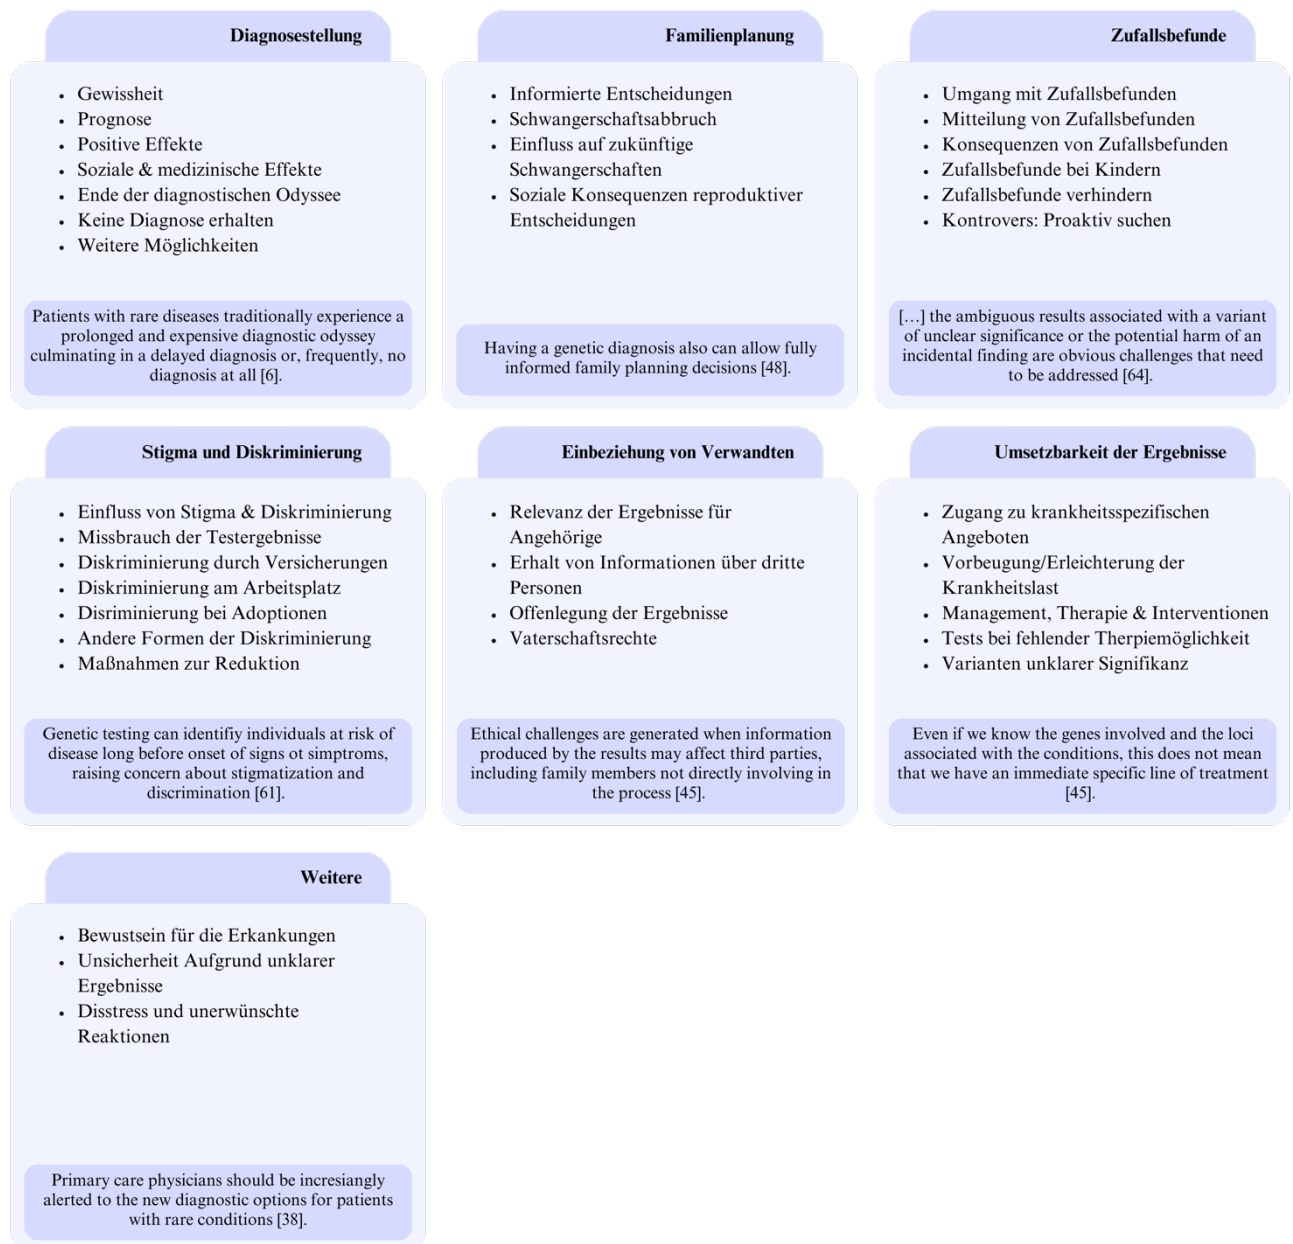 Diagnosestellung
• Gewissheit
• Prognose
• Positive Effekte
• Soziale & medizinische Effekte
• Ende der diagnostischen Odyssee
• Keine Diagnose erhalten
• Weitere Möglichkeiten
Patients with rare diseases traditionally experience a
prolonged and expensive diagnostic odyssey
culminating in a delayed diagnosis or, frequently, no
diagnosis at all [6].
Familienplanung
• Informierte Entscheidungen
• Schwangerschaftsabbruch
• Einfluss auf zukünftige
Schwangerschaften
• Soziale Konsequenzen reproduktiver
Entscheidungen
Having a genetic diagnosis also can allow fully
informed family planning decisions [48].
Zufallsbefunde
• Umgang mit Zufallsbefunden
• Mitteilung von Zufallsbefunden
• Konsequenzen von Zufallsbefunden
• Zufallsbefunde bei Kindern
• Zufallsbefunde verhindern
• Kontrovers: Proaktiv suchen
[…] the ambiguous results associated with a variant
of unclear significance or the potential harm of an
incidental finding are obvious challenges that need
to be addressed [64].
Stigma und Diskriminierung
• Einfluss von Stigma & Diskriminierung
• Missbrauch der Testergebnisse
• Diskriminierung durch Versicherungen
• Diskriminierung am Arbeitsplatz
• Disriminierung bei Adoptionen
• Andere Formen der Diskriminierung
• Maßnahmen zur Reduktion
Genetic testing can identifiy individuals at risk of
disease long before onset of signs ot simptroms,
raising concern about stigmatization and
discrimination [61].
Einbeziehung von Verwandten
• Relevanz der Ergebnisse für
Angehörige
• Erhalt von Informationen über dritte
Personen
• Offenlegung der Ergebnisse
• Vaterschaftsrechte
Ethical challenges are generated when information
produced by the results may affect third parties,
including family members not directly involving in
the process [45].
Umsetzbarkeit der Ergebnisse
• Zugang zu krankheitsspezifischen
Angeboten
• Vorbeugung/Erleichterung der
Krankheitslast
• Management, Therapie & Interventionen
• Tests bei fehlender Therpiemöglichkeit
• Varianten unklarer Signifikanz
Even if we know the genes involved and the loci
associated with the conditions, this does not mean
that we have an immediate specific line of treatment
[45].
Weitere
• Bewustsein für die Erkankungen
• Unsicherheit Aufgrund unklarer
Ergebnisse
• Disstress und unerwünschte
Reaktionen
Primary care physicians should be incresiangly
alerted to the new diagnostic options for patients
with rare conditions [38].